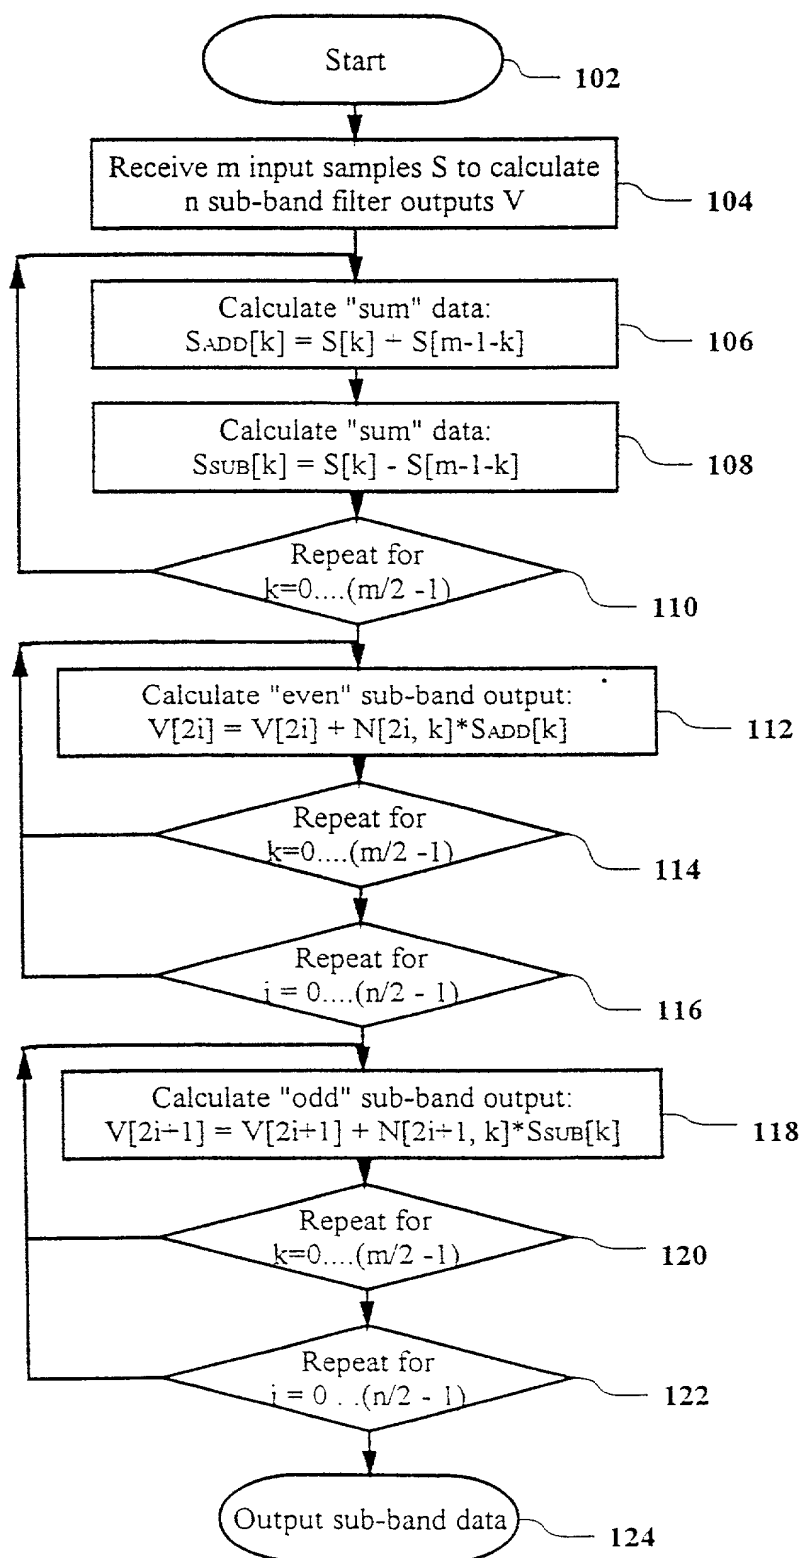 Start
102
Receive m input samples S to calculate
n sub-band filter outputs V
104
Calculate "sum" data:
SADD[k] = S[k] + S[m-1-k]
106
Calculate "sum" data:
SSUB[k] = S[k] - S[m-1-k]
108
Repeat for
k=0....(m/2 -1)
110
Calculate "even" sub-band output:
V[2i] = V[2i] + N[2i, k]*SADD[k]
112
Repeat for
k=0....(m/2 -1)
114
Repeat for
i = 0....(n/2 - 1)
116
Calculate "odd" sub-band output:
V[2i+1] = V[2i+1] + N[2i+1, k]*SSUB[k]
118
Repeat for
k=0....(m/2 -1)
120
Repeat for
i = 0 . . .(n/2 - 1)
122
Output sub-band data
124